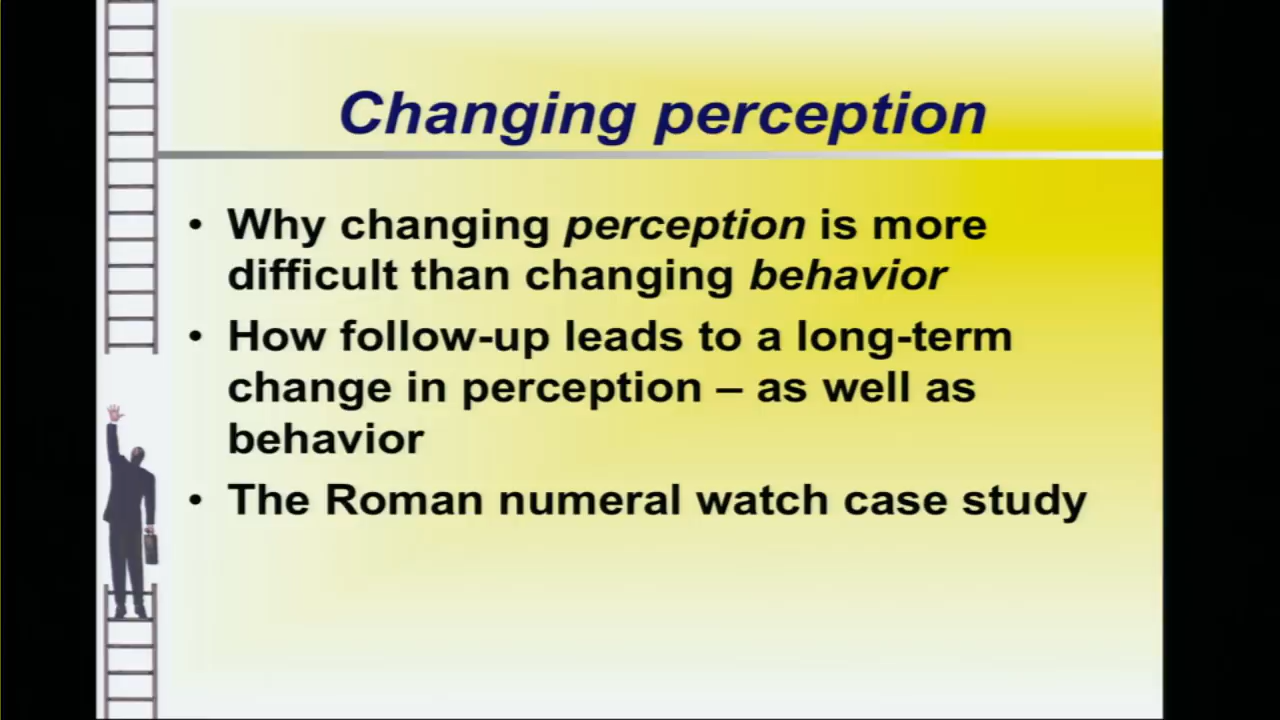 Changing perception
• Why changing perception is more
difficult than changing behavior
• How follow-up leads to a long-term
change in perception – as well as
behavior
• The Roman numeral watch case study